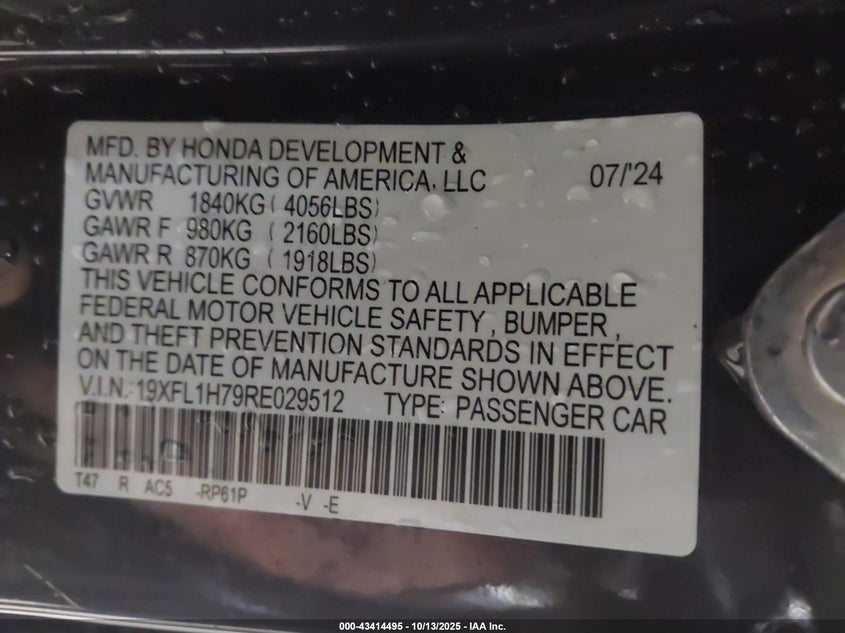 MFD. BY HONDA DEVELOPMENT &
MANUFACTURING OF AMERICA, LLC 07/'24
GVWR 1840KG ( 4056LBS)
GAWR F 980KG ( 2160LBS)
GAWR R 870KG ( 1918LBS)
THIS VEHICLE CONFORMS TO ALL APPLICABLE
FEDERAL MOTOR VEHICLE SAFETY , BUMPER ,
AND THEFT PREVENTION STANDARDS IN EFFECT
ON THE DATE OF MANUFACTURE SHOWN ABOVE.
V.I.N.: 19XFL1H79RE029512 TYPE: PASSENGER CAR
T47 R AC5 -RP61P -V -E
000-43414495 - 10/13/2025 - IAA Inc.